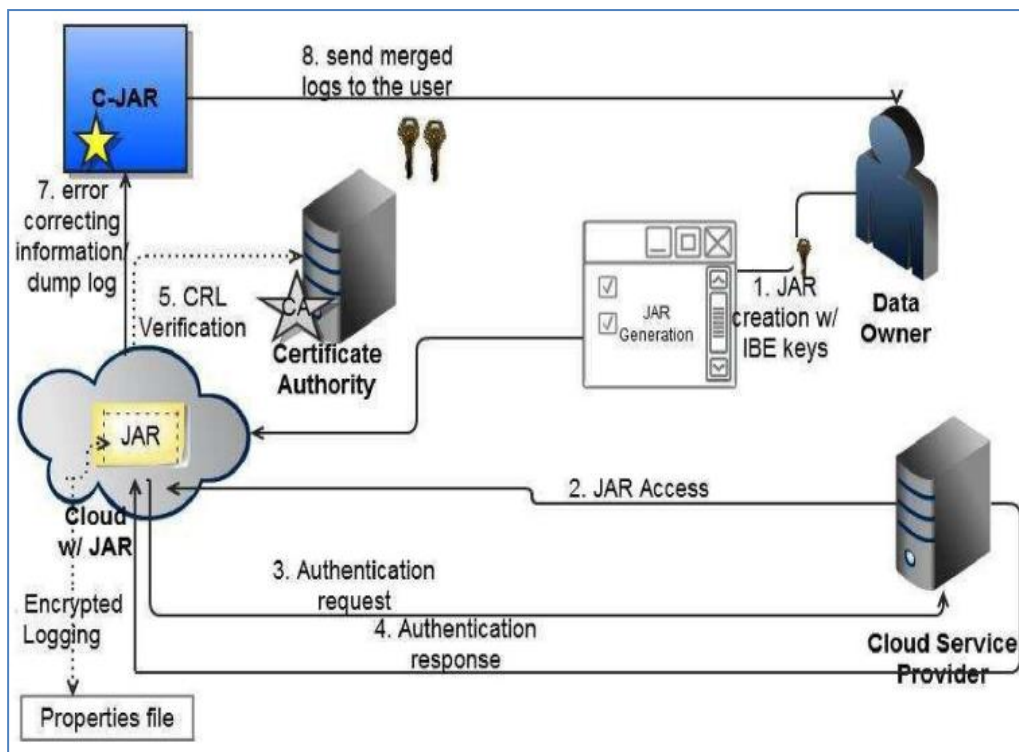 8. send merged
logs to the user
C-JAR
7. error
correcting
information/
dump log
5. CRL
Verification
CA
Certificate
Authority
JAR
Generation
1. JAR
creation w/
IBE keys
Data
Owner
JAR
Cloud
w/ JAR
2. JAR Access
3. Authentication
request
4. Authentication
response
Cloud Service
Provider
. Encrypted
Logging
Properties file